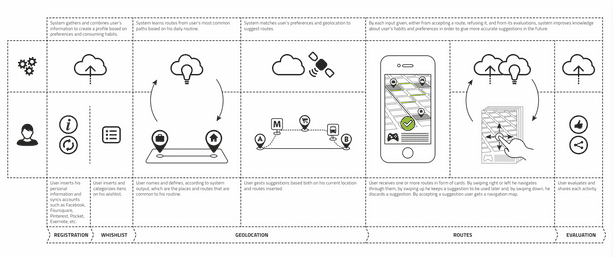 System gathers and combines user's
information to create a profile based on
preferences and consuming habits.
System learns routes from user's most common
paths based on his daily routine.
System matches user's preferences and geolocation to
suggest routes.
By each input given, either from accepting a route, refusing it, and from its evaluations, system improves knowledge
about user's habits and preferences in order to give more accurate suggestions in the future.
i
A
M
B
User inserts his
personal
information and
syncs accounts
such as Facebook,
Foursquare,
Pinterest, Pocket,
Evernote, etc.
User inserts and
categorizes items
on his wishlist.
User names and defines, according to system
output, which are the places and routes that are
common to his routine.
User gets suggestions based both on his current location
and routes inserted.
User receives one or more routes in form of cards. By swiping right or left he navigates
through them, by swiping up he keeps a suggestion to be used later and, by swiping down, he
discards a suggestion. By accepting a suggestion user gets a navigation map.
User evaluates and
shares each activity.
REGISTRATION
WHISHLIST
GEOLOCATION
ROUTES
EVALUATION